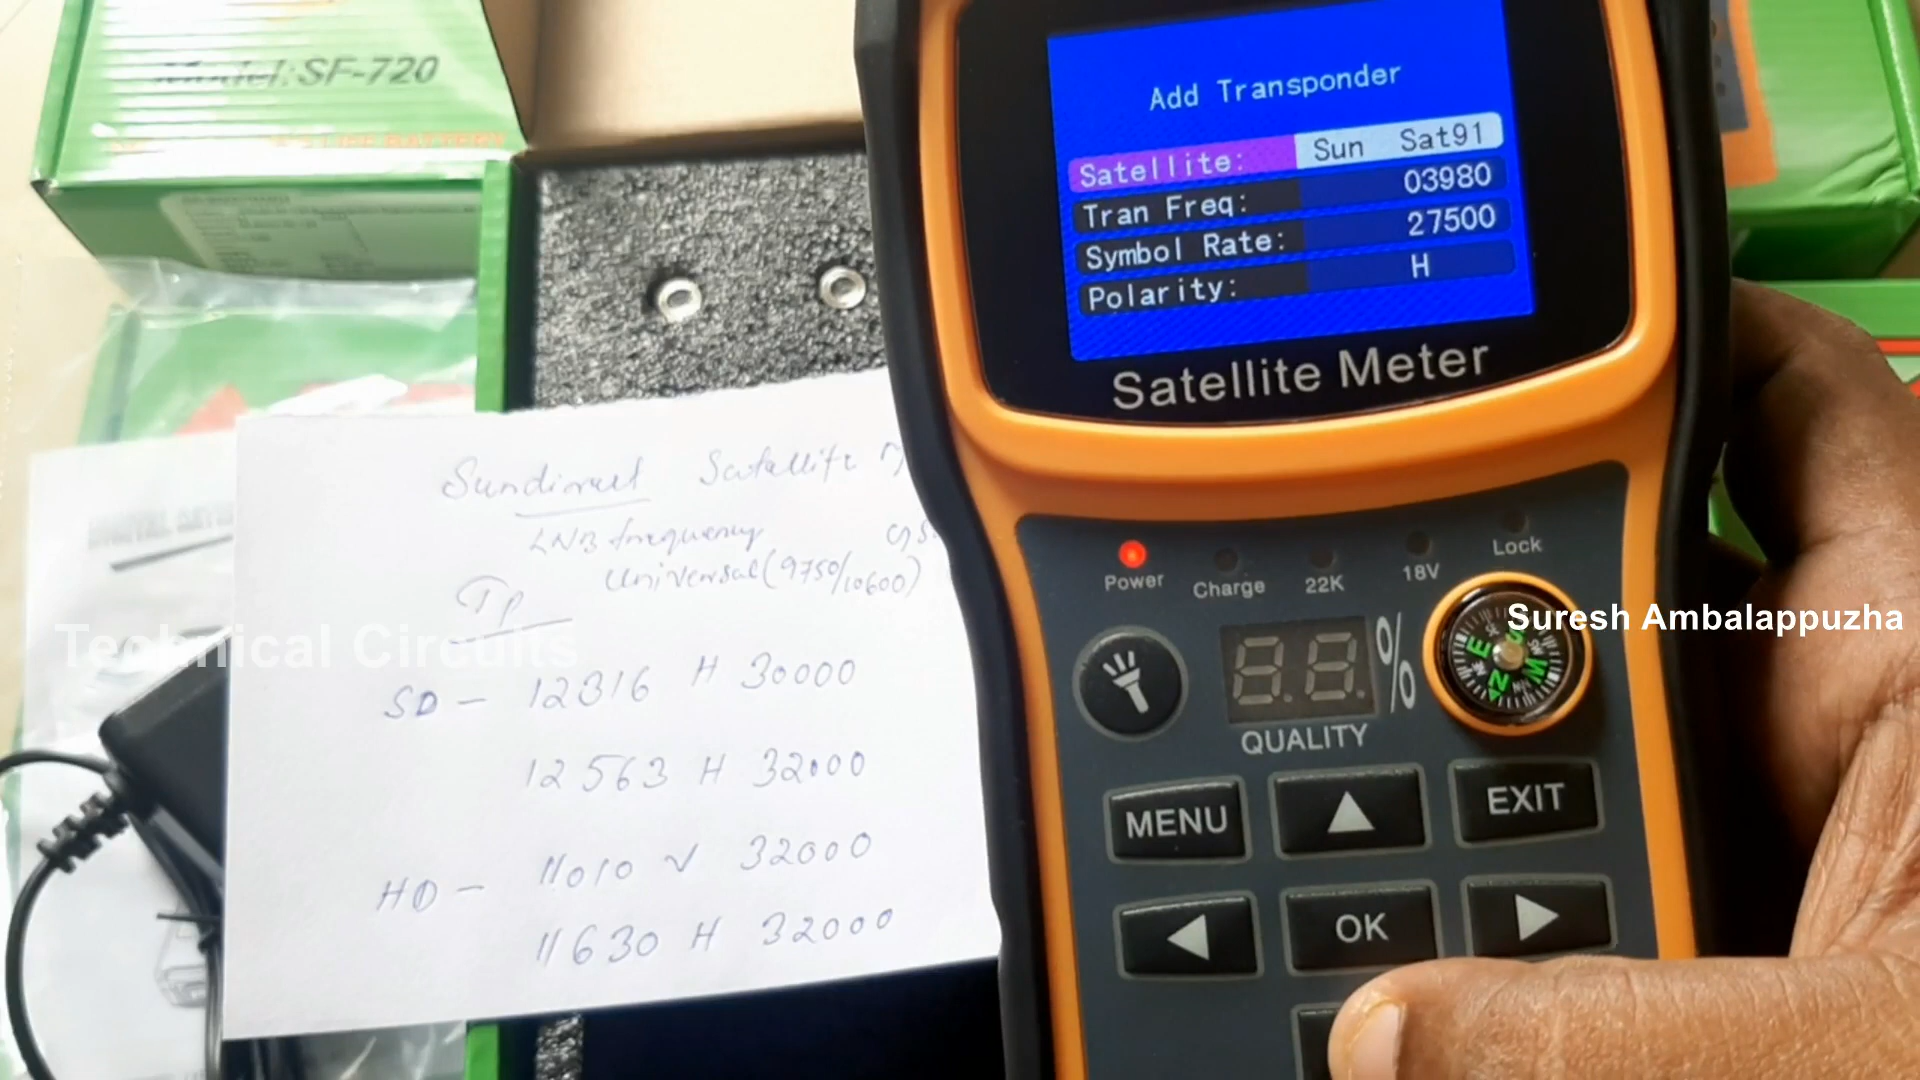 Model:SF-720
Add Transponder
Satellite: Sun Sat91
Tran Freq: 03980
Symbol Rate: 27500
Polarity: H
Satellite Meter
Sundirect Satellite
LNB frequency
Universal (9750/10600)
TP
SD - 12316 H 30000
12563 H 32000
HD - 11010 V 32000
11630 H 32000
Technical Circuits
Suresh Ambalappuzha
Power Charge 22K 18V Lock
8.8. %
QUALITY
MENU EXIT
OK